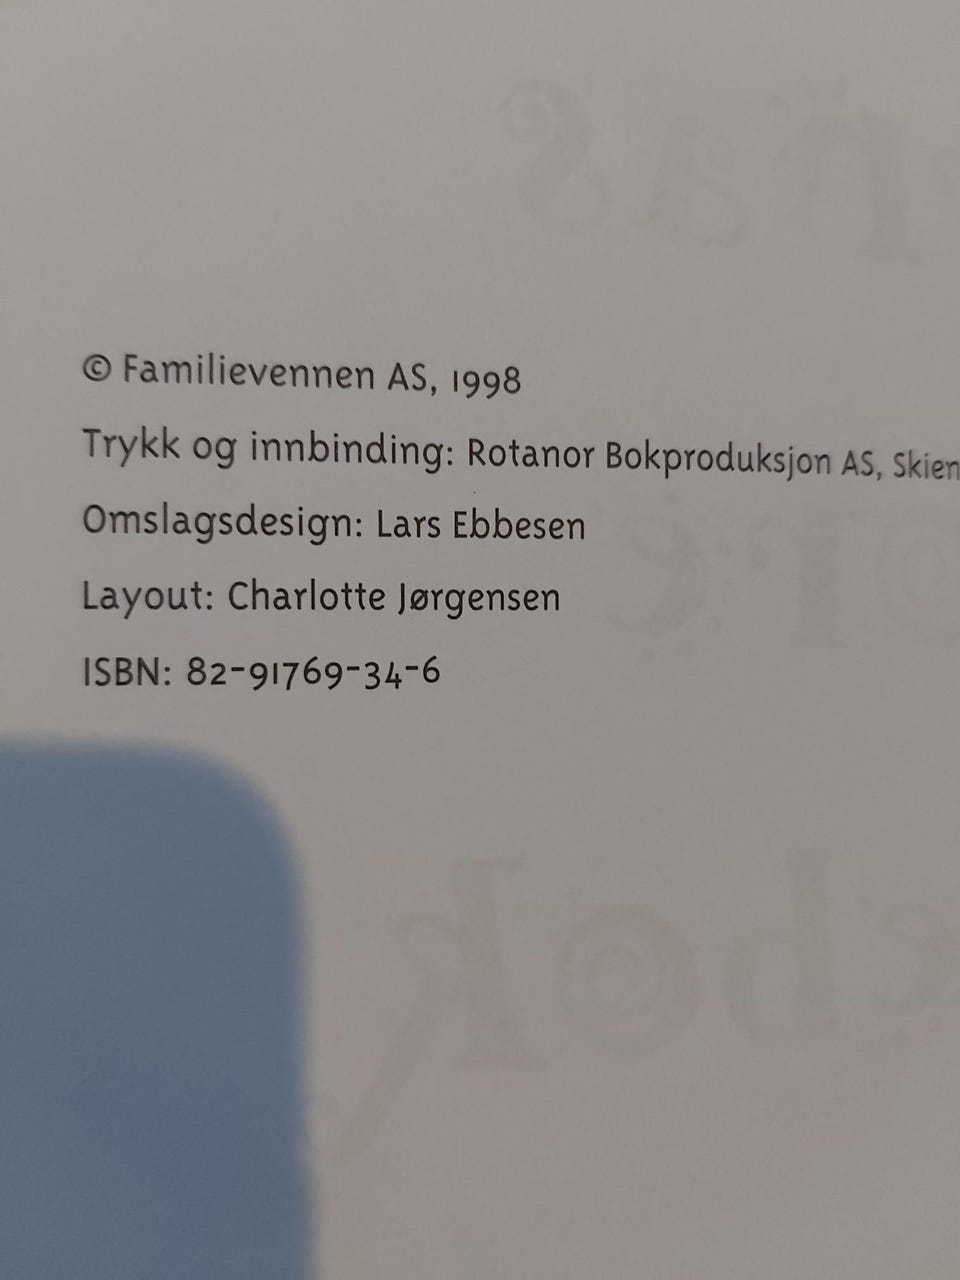 © Familievennen AS, 1998
Trykk og innbinding: Rotanor Bokproduksjon AS, Skien
Omslagsdesign: Lars Ebbesen
Layout: Charlotte Jørgensen
ISBN: 82-91769-34-6